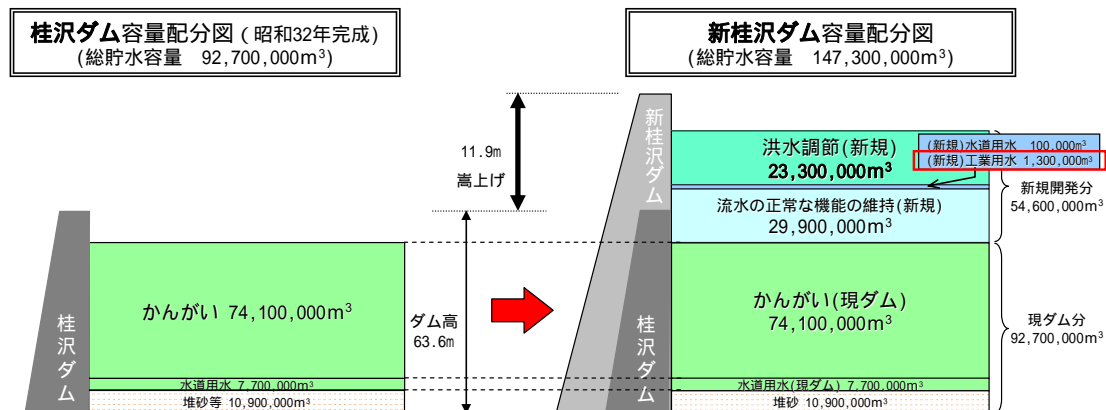 桂沢ダム容量配分図(昭和32年完成)
(総貯水容量 92,700,000m³)
新桂沢ダム容量配分図
(総貯水容量 147,300,000m³)
11.9m
嵩上げ
新桂沢ダム
洪水調節(新規)
23,300,000m³
(新規)水道用水 100,000m³
(新規)工業用水 1,300,000m³
新規開発分
54,600,000m³
流水の正常な機能の維持(新規)
29,900,000m³
桂沢ダム
かんがい 74,100,000m³
水道用水 7,700,000m³
堆砂等 10,900,000m³
ダム高
63.6m
桂沢ダム
かんがい(現ダム)
74,100,000m³
水道用水(現ダム) 7,700,000m³
堆砂 10,900,000m³
現ダム分
92,700,000m³